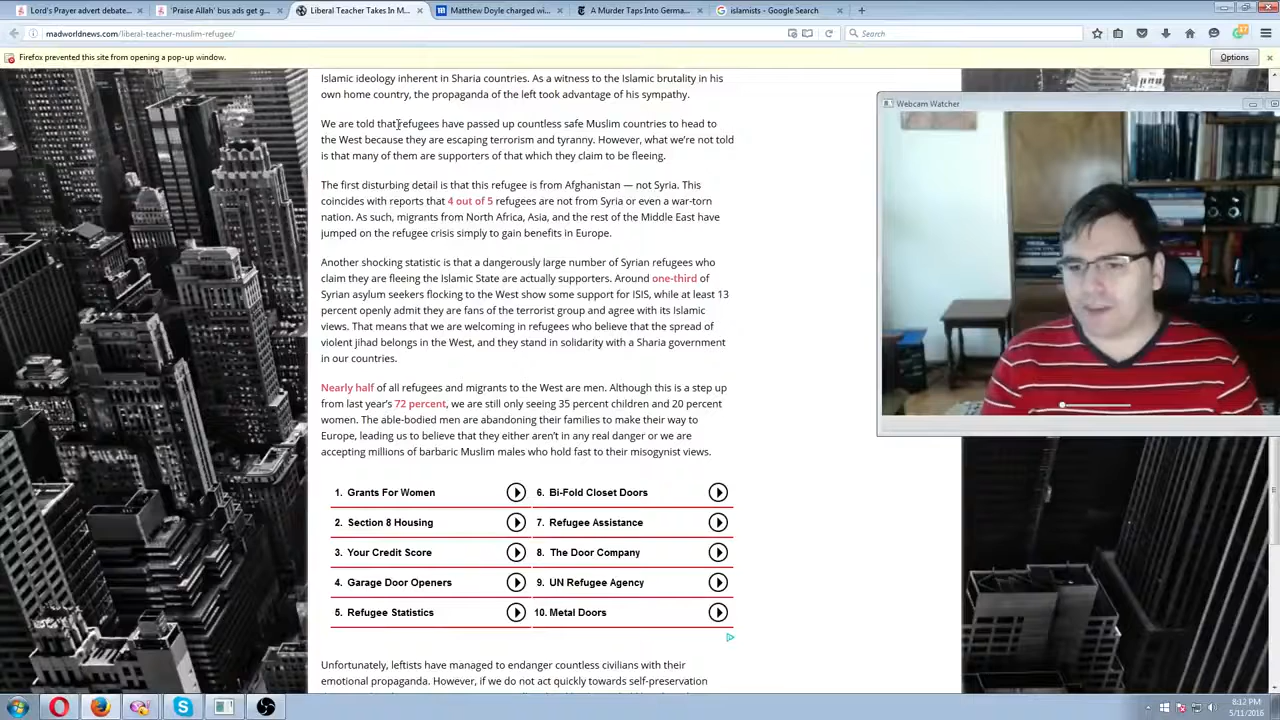 Lord's Prayer advert debate...
'Praise Allah' bus ads get g...
Liberal Teacher Takes In M...
Matthew Doyle charged wi...
A Murder Taps Into Germa...
islamists - Google Search
madworldnews.com/liberal-teacher-muslim-refugee/
Search
Firefox prevented this site from opening a pop-up window.
Options
Islamic ideology inherent in Sharia countries. As a witness to the Islamic brutality in his
own home country, the propaganda of the left took advantage of his sympathy.
We are told that refugees have passed up countless safe Muslim countries to head to
the West because they are escaping terrorism and tyranny. However, what we're not told
is that many of them are supporters of that which they claim to be fleeing.
The first disturbing detail is that this refugee is from Afghanistan — not Syria. This
coincides with reports that 4 out of 5 refugees are not from Syria or even a war-torn
nation. As such, migrants from North Africa, Asia, and the rest of the Middle East have
jumped on the refugee crisis simply to gain benefits in Europe.
Another shocking statistic is that a dangerously large number of Syrian refugees who
claim they are fleeing the Islamic State are actually supporters. Around one-third of
Syrian asylum seekers flocking to the West show some support for ISIS, while at least 13
percent openly admit they are fans of the terrorist group and agree with its Islamic
views. That means that we are welcoming in refugees who believe that the spread of
violent jihad belongs in the West, and they stand in solidarity with a Sharia government
in our countries.
Nearly half of all refugees and migrants to the West are men. Although this is a step up
from last year's 72 percent, we are still only seeing 35 percent children and 20 percent
women. The able-bodied men are abandoning their families to make their way to
Europe, leading us to believe that they either aren't in any real danger or we are
accepting millions of barbaric Muslim males who hold fast to their misogynist views.
1. Grants For Women
2. Section 8 Housing
3. Your Credit Score
4. Garage Door Openers
5. Refugee Statistics
6. Bi-Fold Closet Doors
7. Refugee Assistance
8. The Door Company
9. UN Refugee Agency
10. Metal Doors
Unfortunately, leftists have managed to endanger countless civilians with their
emotional propaganda. However, if we do not act quickly towards self-preservation
Webcam Watcher
8:12 PM
5/11/2016